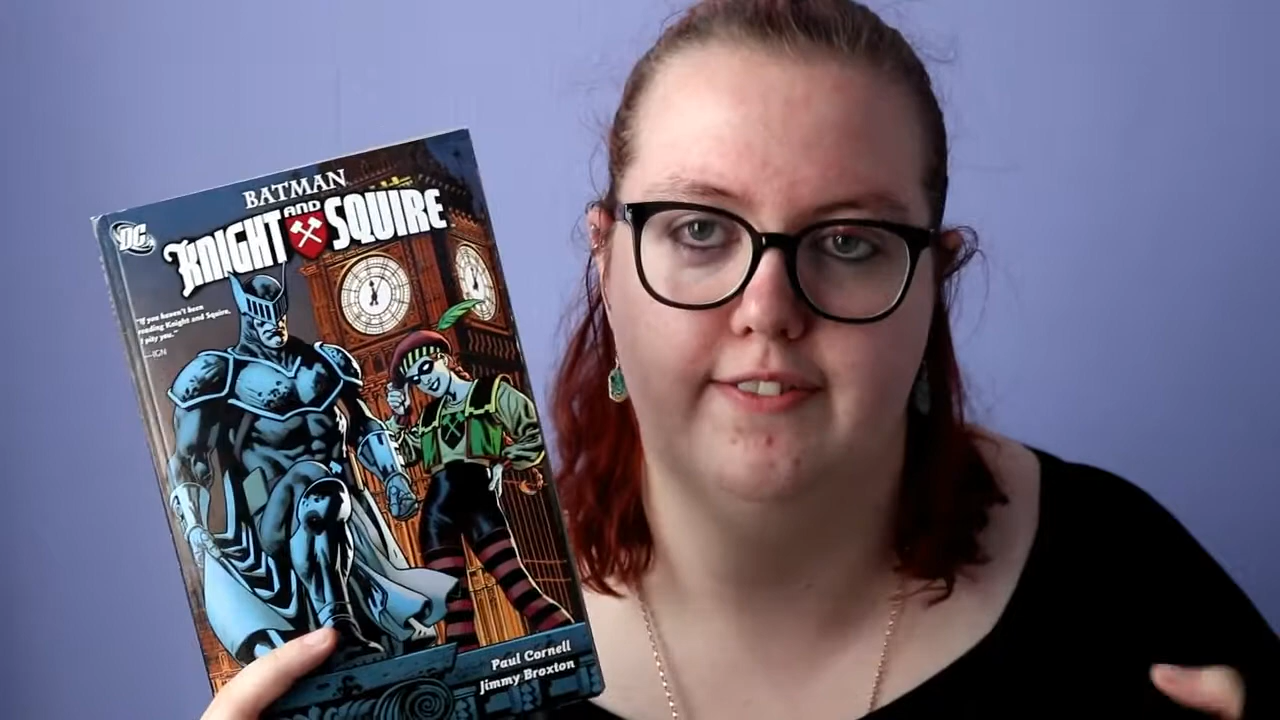 DC
BATMAN
KNIGHT AND SQUIRE
"If you haven't been
reading Knight and Squire,
I pity you."
—IGN
Paul Cornell
Jimmy Broxton